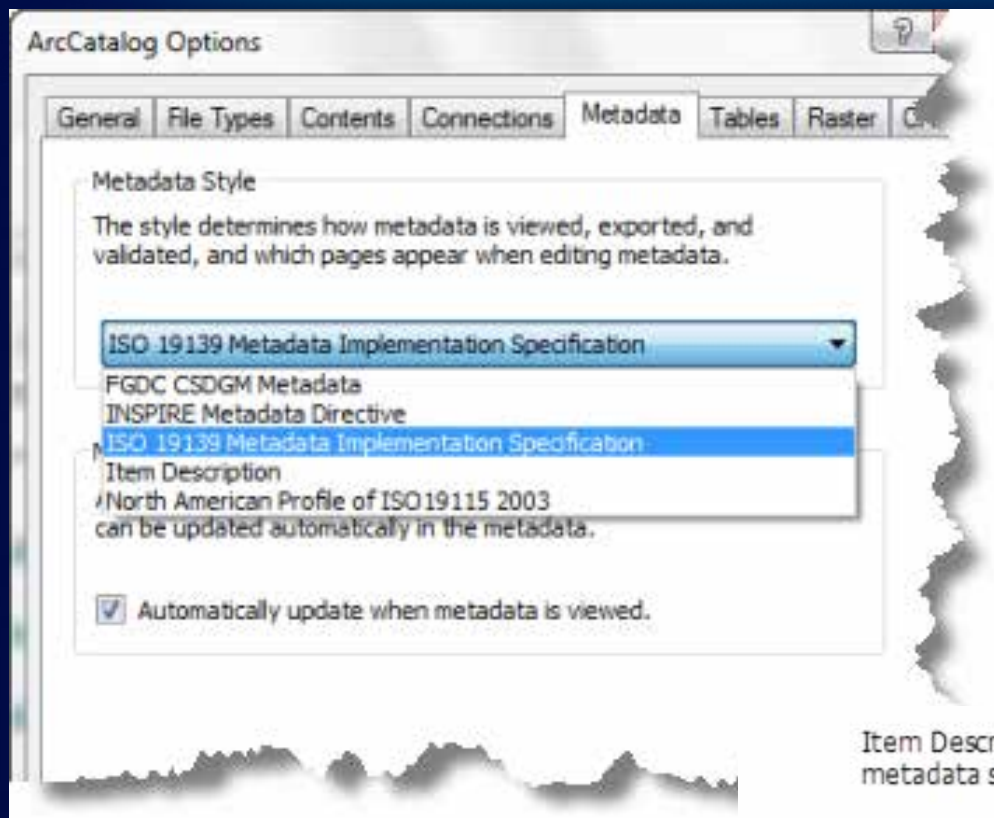 ArcCatalog Options
General File Types Contents Connections Metadata Tables Raster
Metadata Style
The style determines how metadata is viewed, exported, and
validated, and which pages appear when editing metadata.
ISO 19139 Metadata Implementation Specification
FGDC CSDGM Metadata
INSPIRE Metadata Directive
ISO 19139 Metadata Implementation Specification
Item Description
North American Profile of ISO19115 2003
can be updated automatically in the metadata.
Automatically update when metadata is viewed.
Item Descr
metadata s